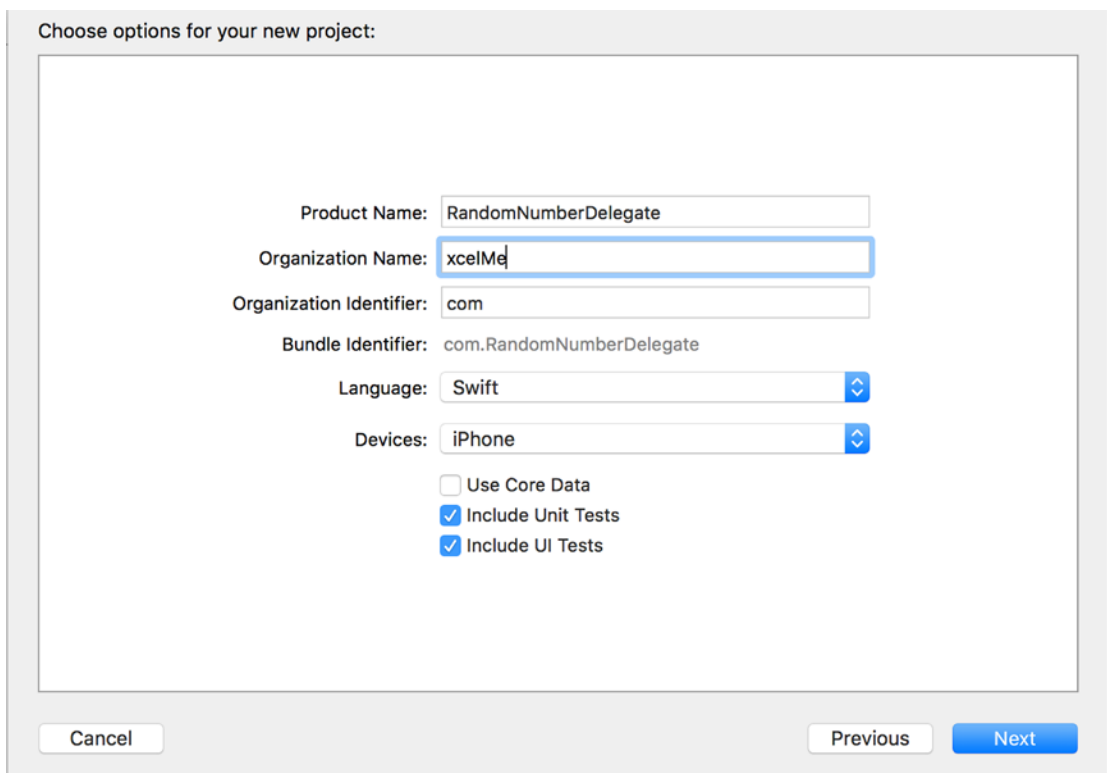 Choose options for your new project:
Product Name: RandomNumberDelegate
Organization Name: xcelMe
Organization Identifier: com
Bundle Identifier: com.RandomNumberDelegate
Language: Swift
Devices: iPhone
Use Core Data
Include Unit Tests
Include UI Tests
Cancel Previous Next